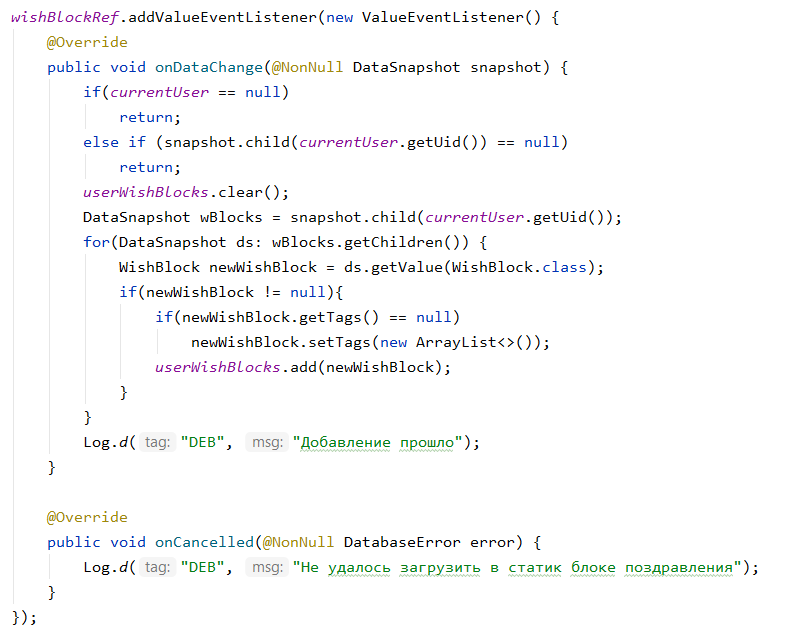 wishBlockRef.addValueEventListener(new ValueEventListener() {
@Override
public void onDataChange(@NonNull DataSnapshot snapshot) {
if(currentUser == null)
return;
else if (snapshot.child(currentUser.getUid()) == null)
return;
userWishBlocks.clear();
DataSnapshot wBlocks = snapshot.child(currentUser.getUid());
for(DataSnapshot ds: wBlocks.getChildren()) {
WishBlock newWishBlock = ds.getValue(WishBlock.class);
if(newWishBlock != null){
if(newWishBlock.getTags() == null)
newWishBlock.setTags(new ArrayList<>());
userWishBlocks.add(newWishBlock);
}
}
Log.d( tag: "DEB", msg: "Добавление прошло");
}
@Override
public void onCancelled(@NonNull DatabaseError error) {
Log.d( tag: "DEB", msg: "Не удалось загрузить в статик блоке поздравления");
}
});